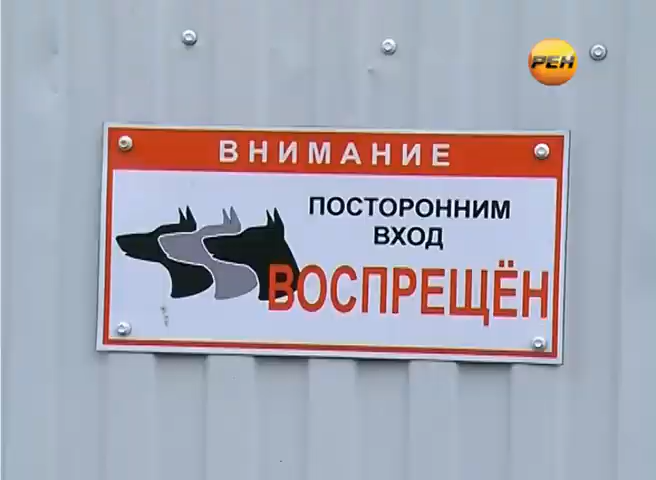 РЕН
ВНИМАНИЕ
ПОСТОРОННИМ
ВХОД
ВОСПРЕЩЁН